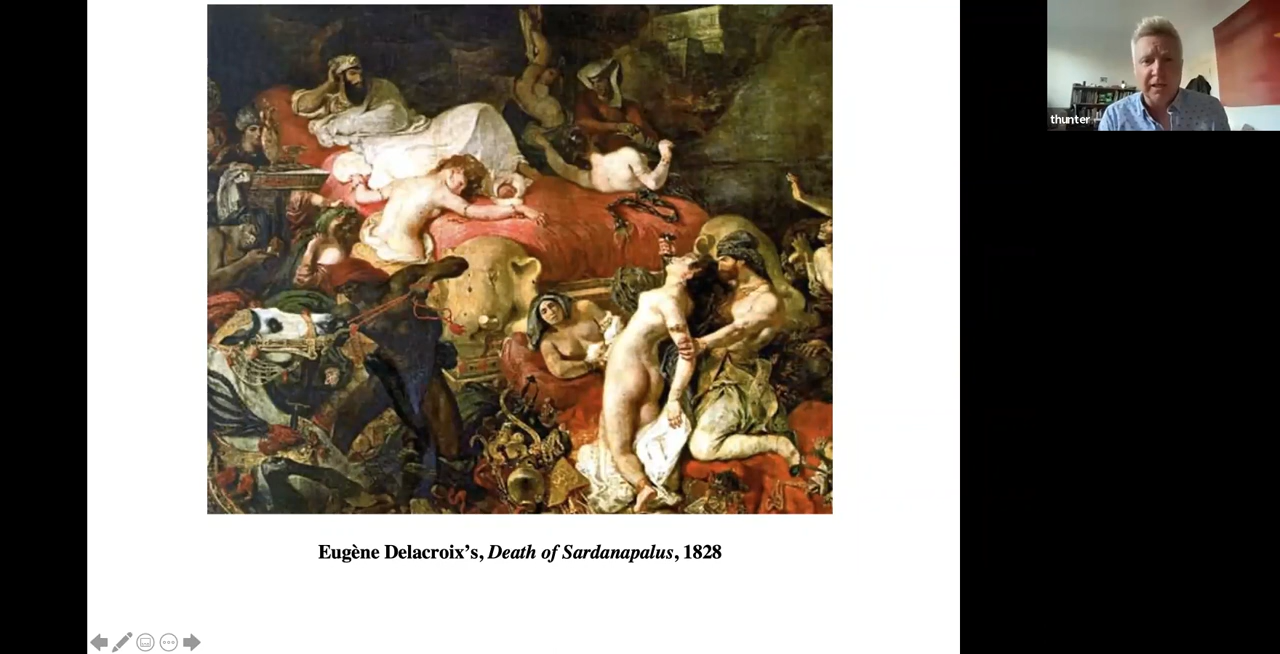 thunter
Eugène Delacroix’s, Death of Sardanapalus, 1828